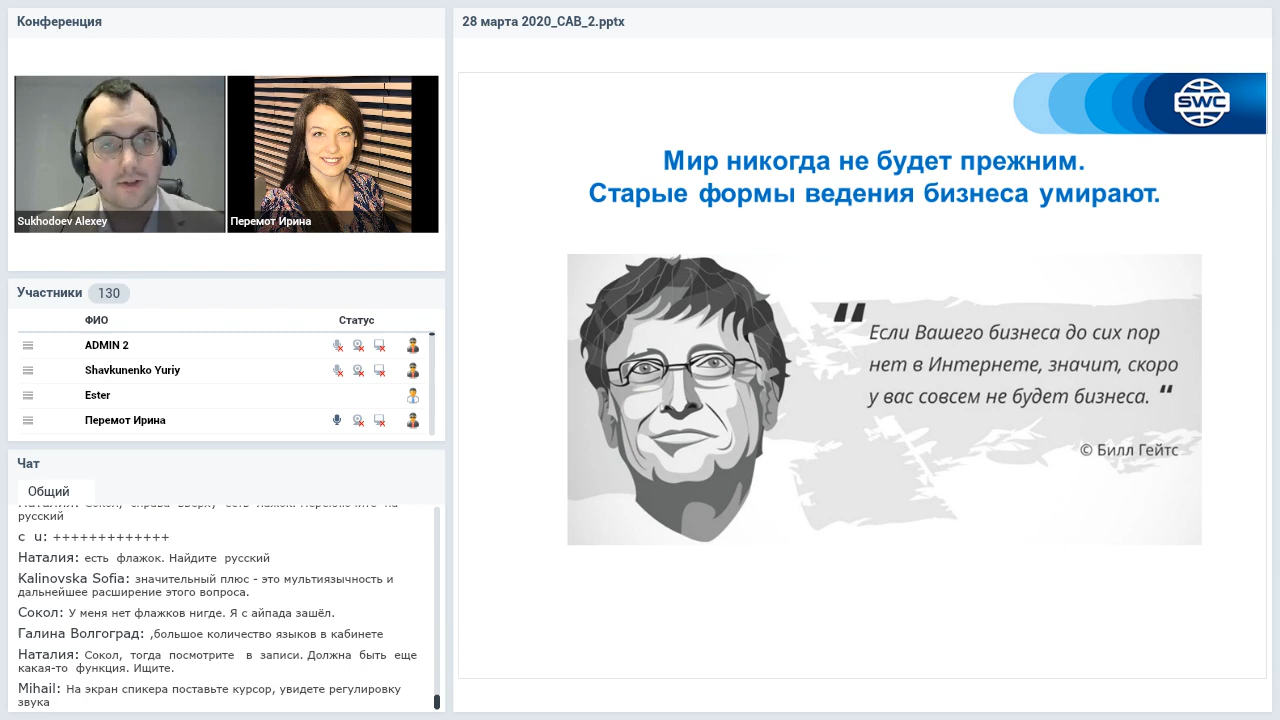 Конференция
Sukhodoev Alexey
Перемот Ирина
Участники 130
ФИО Статус
ADMIN 2
Shavkunenko Yuriy
Ester
Перемот Ирина
Чат
Общий
русский
с u: +++++++++++++
Наталия: есть флажок. Найдите русский
Kalinovska Sofia: значительный плюс - это мультиязычность и
дальнейшее расширение этого вопроса.
Сокол: У меня нет флажков нигде. Я с айпада зашёл.
Галина Волгоград: ,большое количество языков в кабинете
Наталия: Сокол, тогда посмотрите в записи. Должна быть еще
какая-то функция. Ищите.
Mihail: На экран спикера поставьте курсор, увидете регулировку
звука
28 марта 2020_САВ_2.pptx
SWC
Мир никогда не будет прежним.
Старые формы ведения бизнеса умирают.
“ Если Вашего бизнеса до сих пор
нет в Интернете, значит, скоро
у вас совсем не будет бизнеса. “
© Билл Гейтс